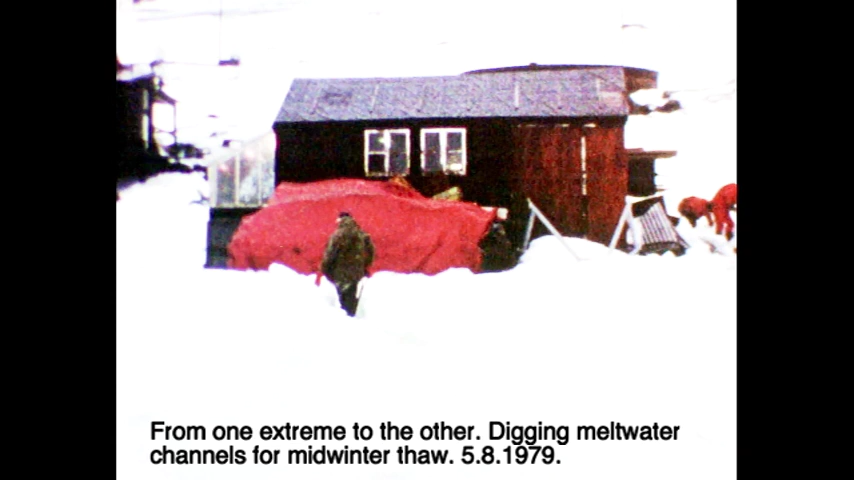 From one extreme to the other. Digging meltwater
channels for midwinter thaw. 5.8.1979.